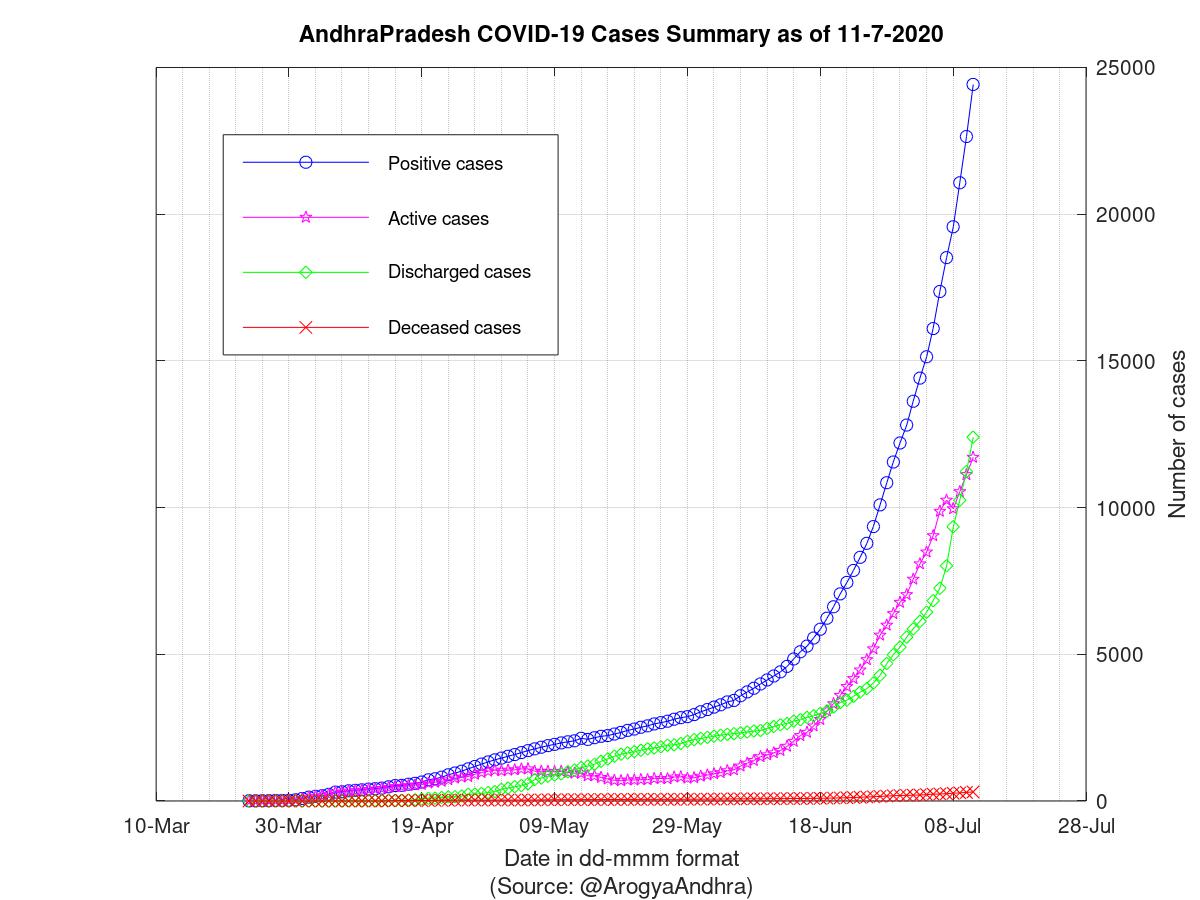 AndhraPradesh COVID-19 Cases Summary as of 11-7-2020
Positive cases
Active cases
Discharged cases
Deceased cases
25000
20000
15000
10000
5000
0
Number of cases
10-Mar 30-Mar 19-Apr 09-May 29-May 18-Jun 08-Jul 28-Jul
Date in dd-mmm format
(Source: @ArogyaAndhra)